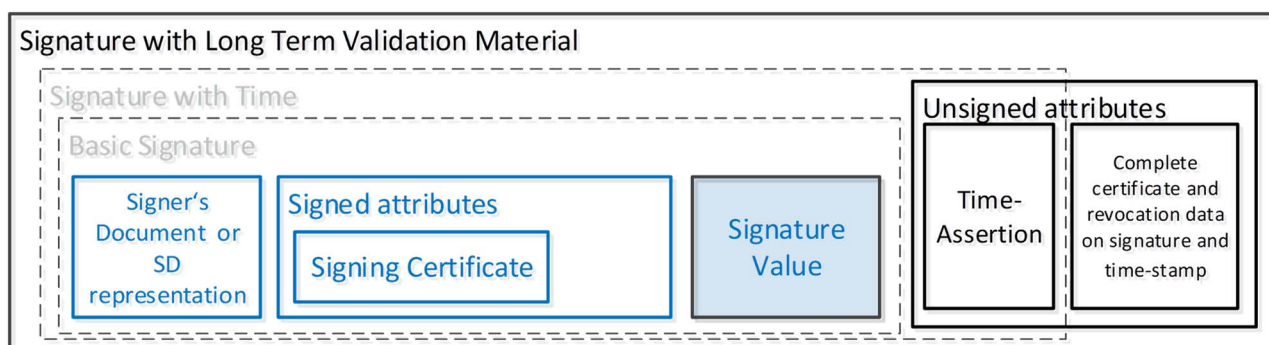 Signature with Long Term Validation Material
Signature with Time
Basic Signature
Signer‘s
Document or
SD
representation
Signed attributes
Signing Certificate
Signature
Value
Unsigned attributes
Time-
Assertion
Complete
certificate and
revocation data
on signature and
time-stamp